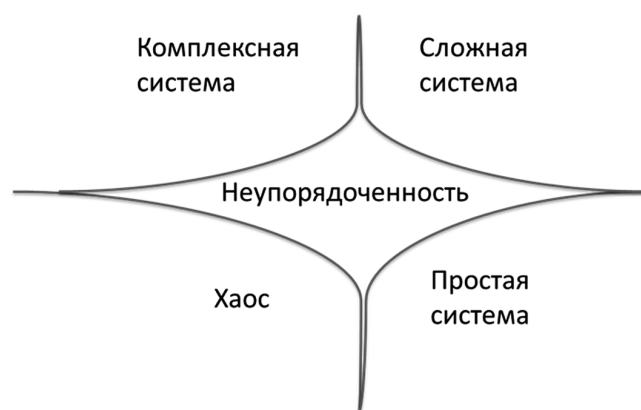 Комплексная
система
Сложная
система
Неупорядоченность
Хаос
Простая
система